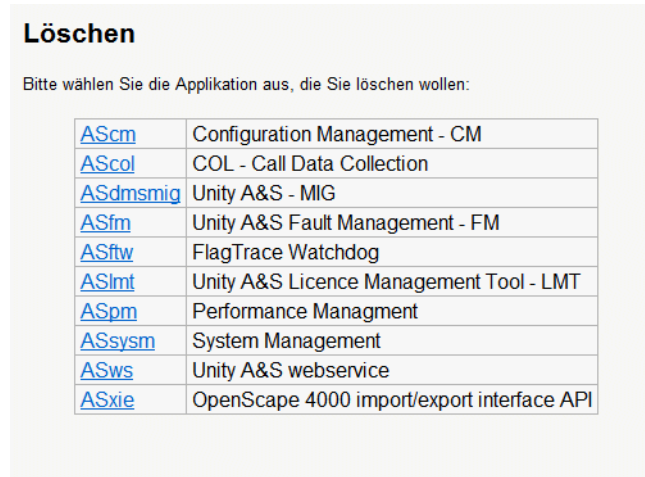 Löschen
Bitte wählen Sie die Applikation aus, die Sie löschen wollen:
AScm Configuration Management - CM
AScol COL - Call Data Collection
ASdmsmig Unity A&S - MIG
ASfm Unity A&S Fault Management - FM
ASftw FlagTrace Watchdog
ASlmt Unity A&S Licence Management Tool - LMT
ASpm Performance Managment
ASsysm System Management
ASws Unity A&S webservice
ASxie OpenScape 4000 import/export interface API